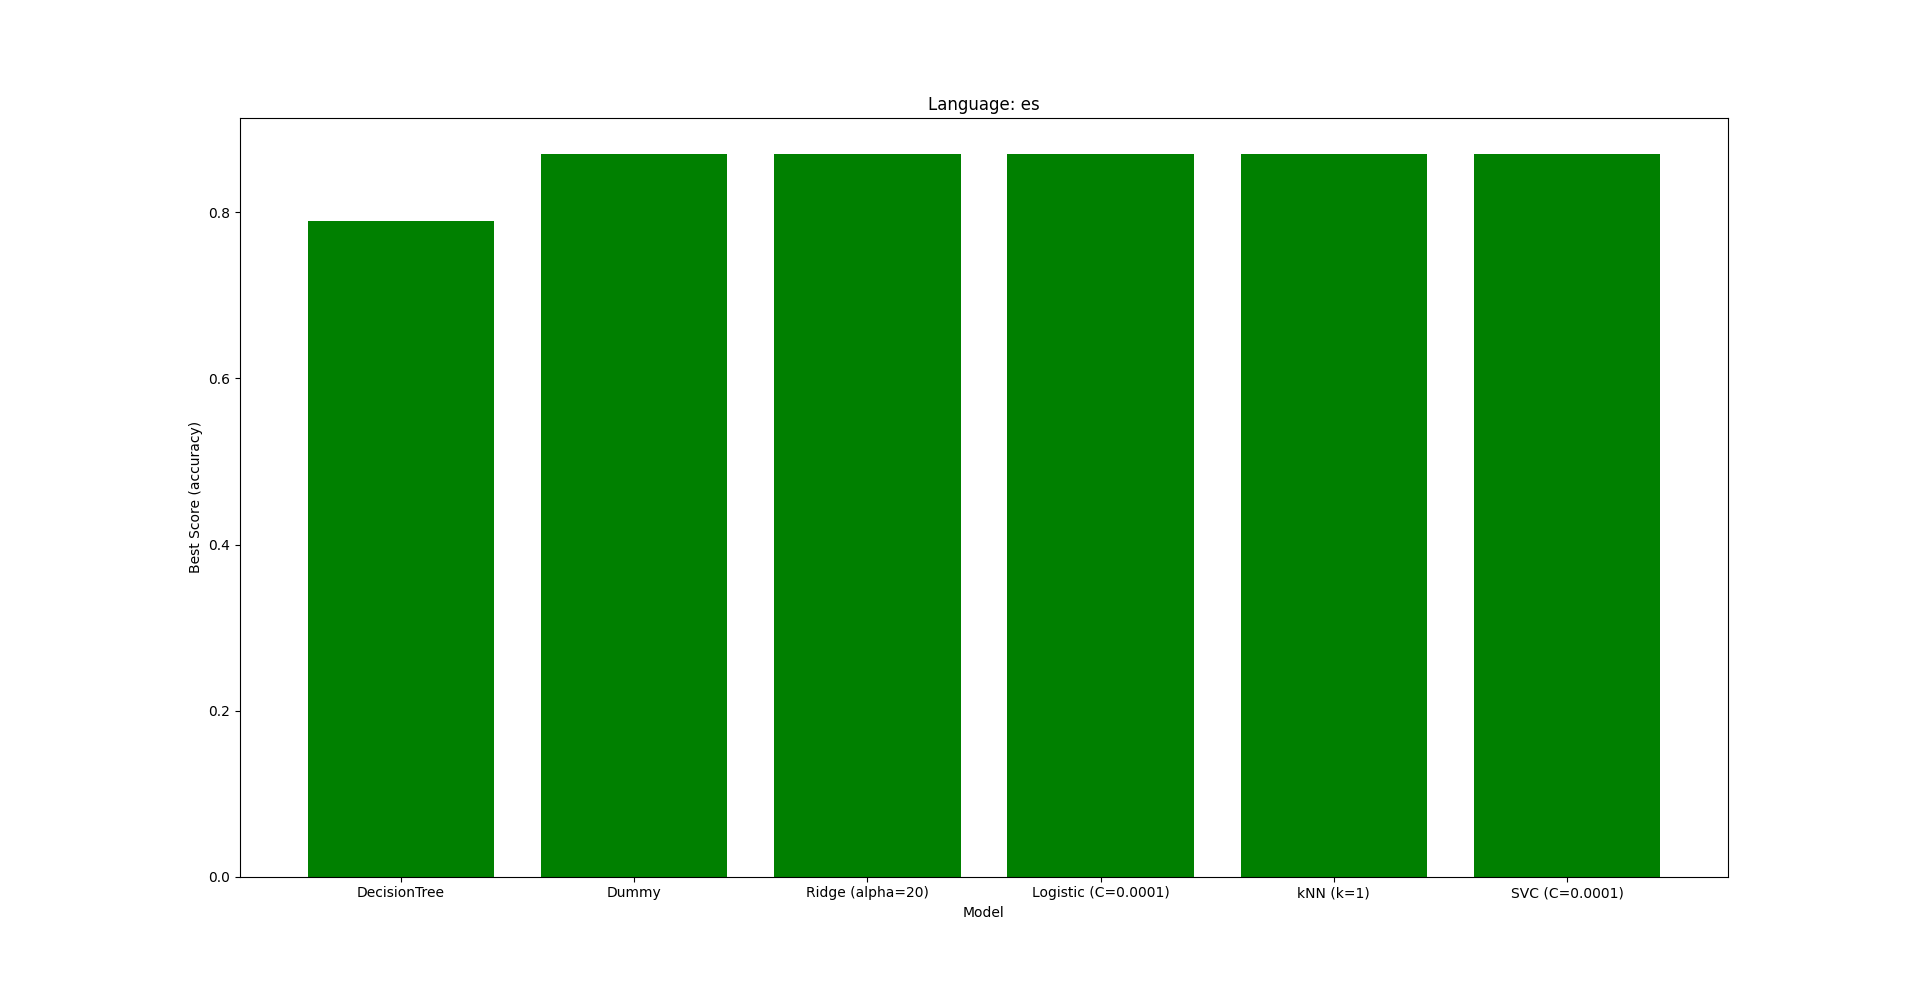 Language: es
0.8
0.6
0.4
0.2
0.0
Best Score (accuracy)
DecisionTree Dummy Ridge (alpha=20) Logistic (C=0.0001) kNN (k=1) SVC (C=0.0001)
Model